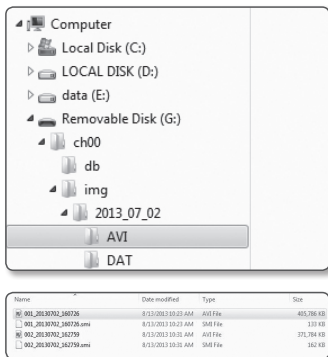 Computer
Local Disk (C:)
LOCAL DISK (D:)
data (E:)
Removable Disk (G:)
ch00
db
img
2013_07_02
AVI
DAT
Name Date modified Type Size
001_20130702_160726 8/13/2013 10:23 AM AVI File 405,786 KB
001_20130702_160726.smi 8/13/2013 10:23 AM SMI File 133 KB
002_20130702_162759 8/13/2013 10:31 AM AVI File 371,784 KB
002_20130702_162759.smi 8/13/2013 10:31 AM SMI File 162 KB